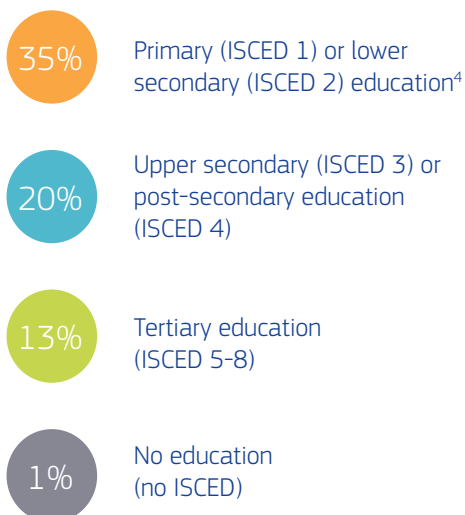 35%
Primary (ISCED 1) or lower
secondary (ISCED 2) education⁴
20%
Upper secondary (ISCED 3) or
post-secondary education
(ISCED 4)
13%
Tertiary education
(ISCED 5-8)
1%
No education
(no ISCED)